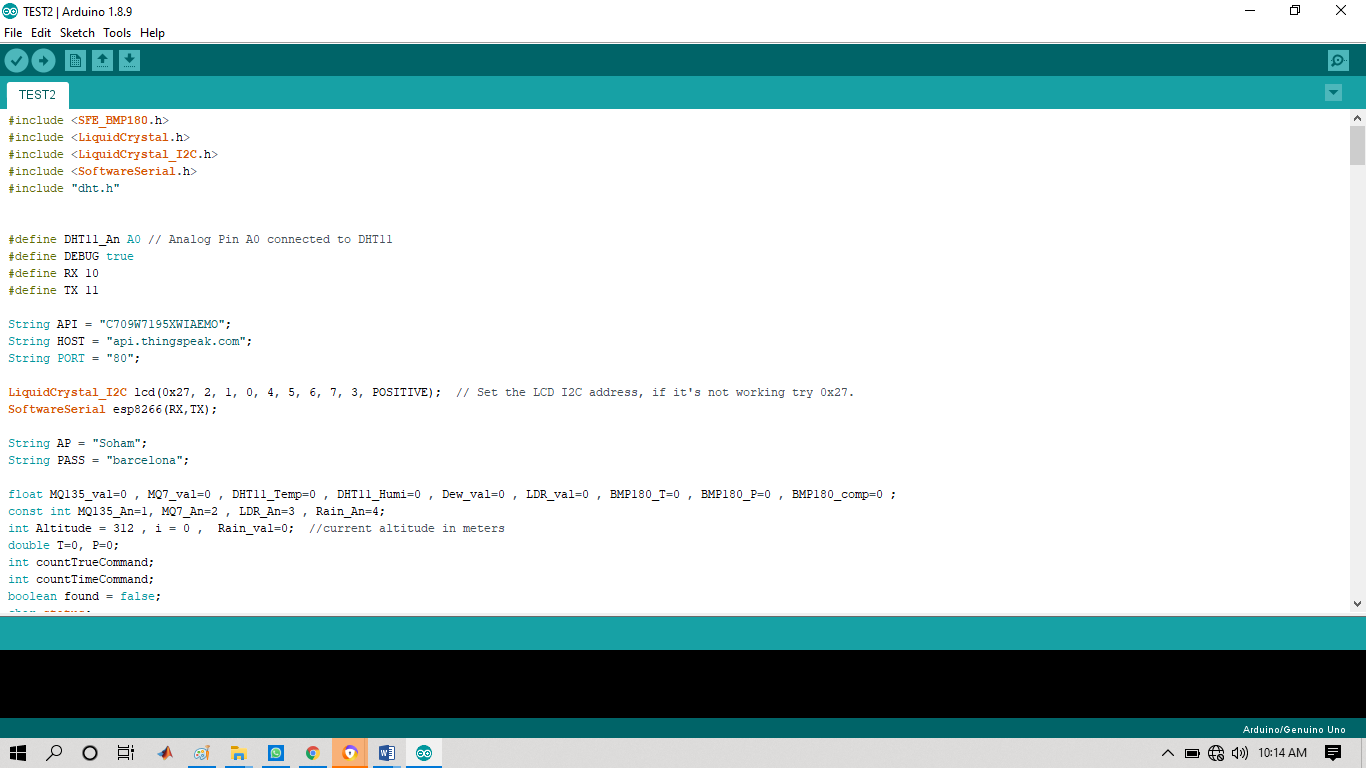 TEST2 | Arduino 1.8.9
File Edit Sketch Tools Help
TEST2
#include <SFE_BMP180.h>
#include <LiquidCrystal.h>
#include <LiquidCrystal_I2C.h>
#include <SoftwareSerial.h>
#include "dht.h"
#define DHT11_An A0 // Analog Pin A0 connected to DHT11
#define DEBUG true
#define RX 10
#define TX 11
String API = "C709W7195XWIAEMO";
String HOST = "api.thingspeak.com";
String PORT = "80";
LiquidCrystal_I2C lcd(0x27, 2, 1, 0, 4, 5, 6, 7, 3, POSITIVE);  // Set the LCD I2C address, if it's not working try 0x27.
SoftwareSerial esp8266(RX,TX);
String AP = "Soham";
String PASS = "barcelona";
float MQ135_val=0 , MQ7_val=0 , DHT11_Temp=0 , DHT11_Humi=0 , Dew_val=0 , LDR_val=0 , BMP180_T=0 , BMP180_P=0 , BMP180_comp=0 ;
const int MQ135_An=1, MQ7_An=2 , LDR_An=3 , Rain_An=4;
int Altitude = 312 , i = 0 ,  Rain_val=0;  //current altitude in meters
double T=0, P=0;
int countTrueCommand;
int countTimeCommand;
boolean found = false;
Arduino/Genuino Uno
10:14 AM